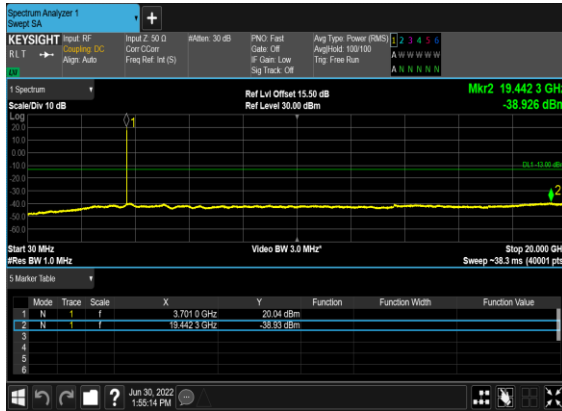 Spectrum Analyzer 1
Swept SA
+
KEYSIGHT Input: RF Input Z: 50 Ω #Atten: 30 dB PNO: Fast Avg Type: Power (RMS) 1 2 3 4 5 6
RLT Coupling: DC Corr CCorr Gate: Off Avg|Hold: 100/100 A W W W W W
Align: Auto Freq Ref: Int (S) IF Gain: Low Trig: Free Run
LXI Sig Track: Off A N N N N N
1 Spectrum Ref Lvl Offset 15.50 dB Mkr2 19.442 3 GHz
Scale/Div 10 dB Ref Level 30.00 dBm -38.926 dBm
Log
1
20.0
10.0
0.00
-10.0
DL1 -13.00 dBm
-20.0
-30.0
2
-40.0
-50.0
-60.0
Start 30 MHz Video BW 3.0 MHz* Stop 20.000 GH
#Res BW 1.0 MHz Sweep ~38.3 ms (40001 pts
5 Marker Table
Mode Trace Scale X Y Function Function Width Function Value
1 N 1 f 3.701 0 GHz 20.04 dBm
2 N 1 f 19.442 3 GHz -38.93 dBm
3
4
5
6
? Jun 30, 2022
1:55:14 PM